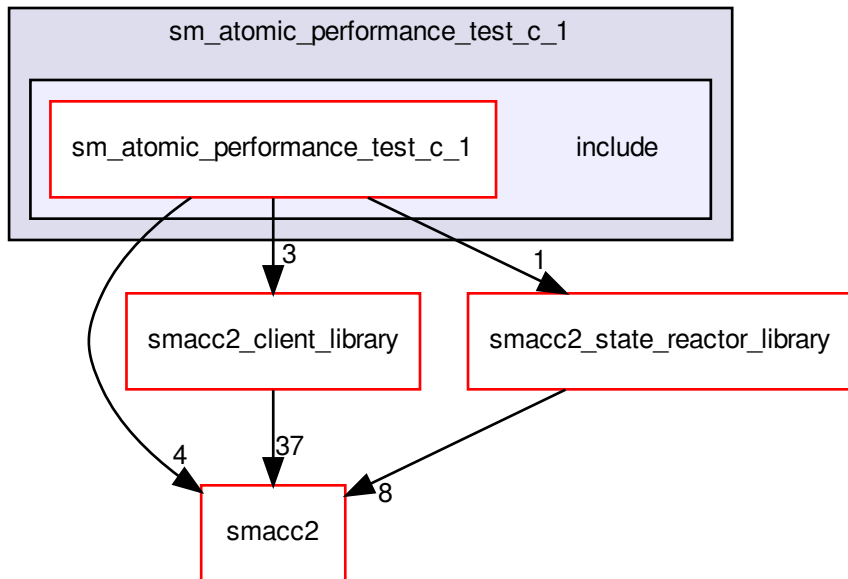 sm_atomic_performance_test_c_1
sm_atomic_performance_test_c_1
include
3
1
smacc2_client_library
smacc2_state_reactor_library
4
37
8
smacc2